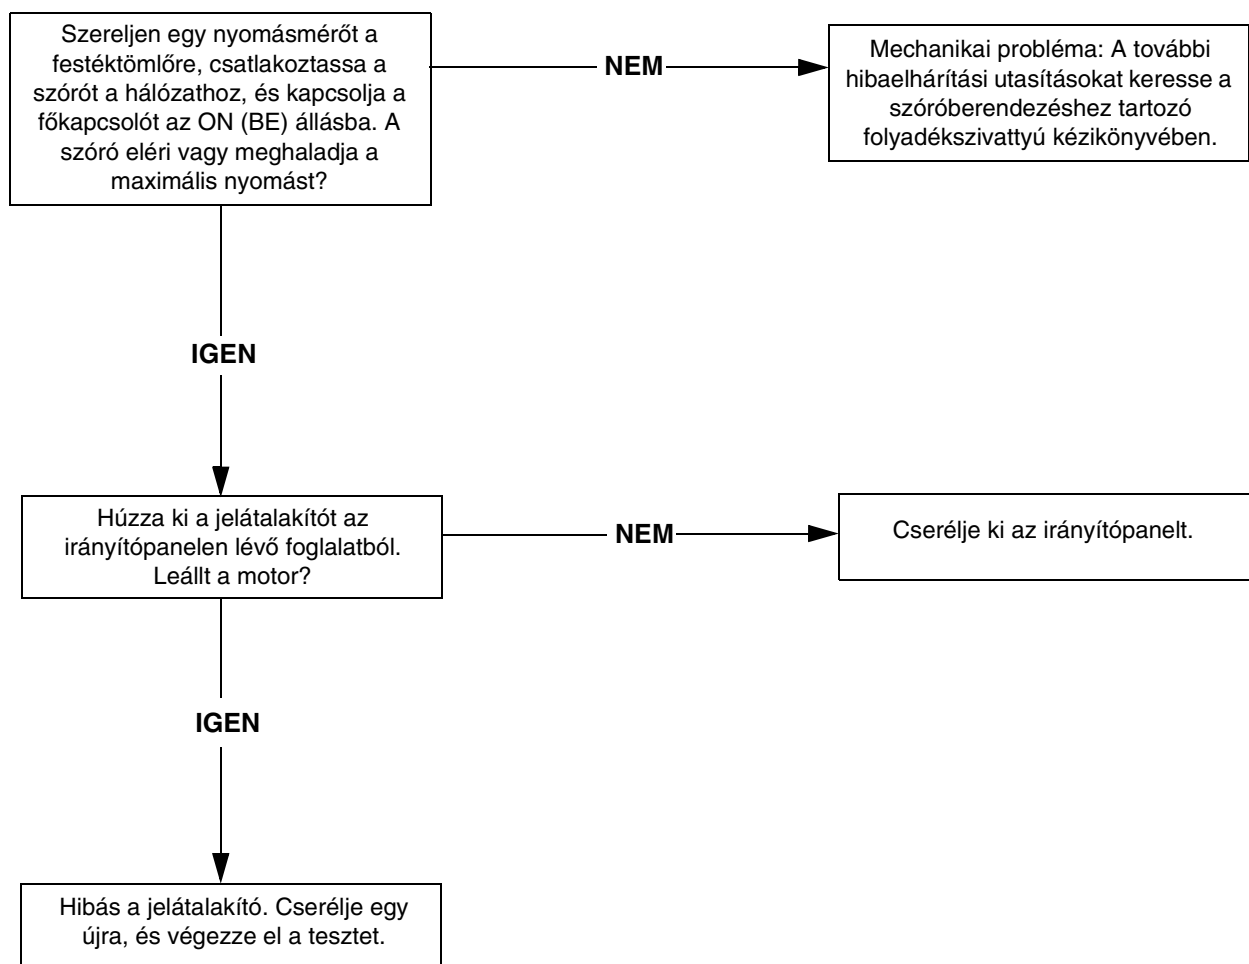 Szereljen egy nyomásmérőt a
festéktömlőre, csatlakoztassa a
szórót a hálózathoz, és kapcsolja a
főkapcsolót az ON (BE) állásba. A
szóró eléri vagy meghaladja a
maximális nyomást?
NEM
Mechanikai probléma: A további
hibaelhárítási utasításokat keresse a
szóróberendezéshez tartozó
folyadékszivattyú kézikönyvében.
IGEN
Húzza ki a jelátalakítót az
irányítópanelen lévő foglalatból.
Leállt a motor?
NEM
Cserélje ki az irányítópanelt.
IGEN
Hibás a jelátalakító. Cserélje egy
újra, és végezze el a tesztet.